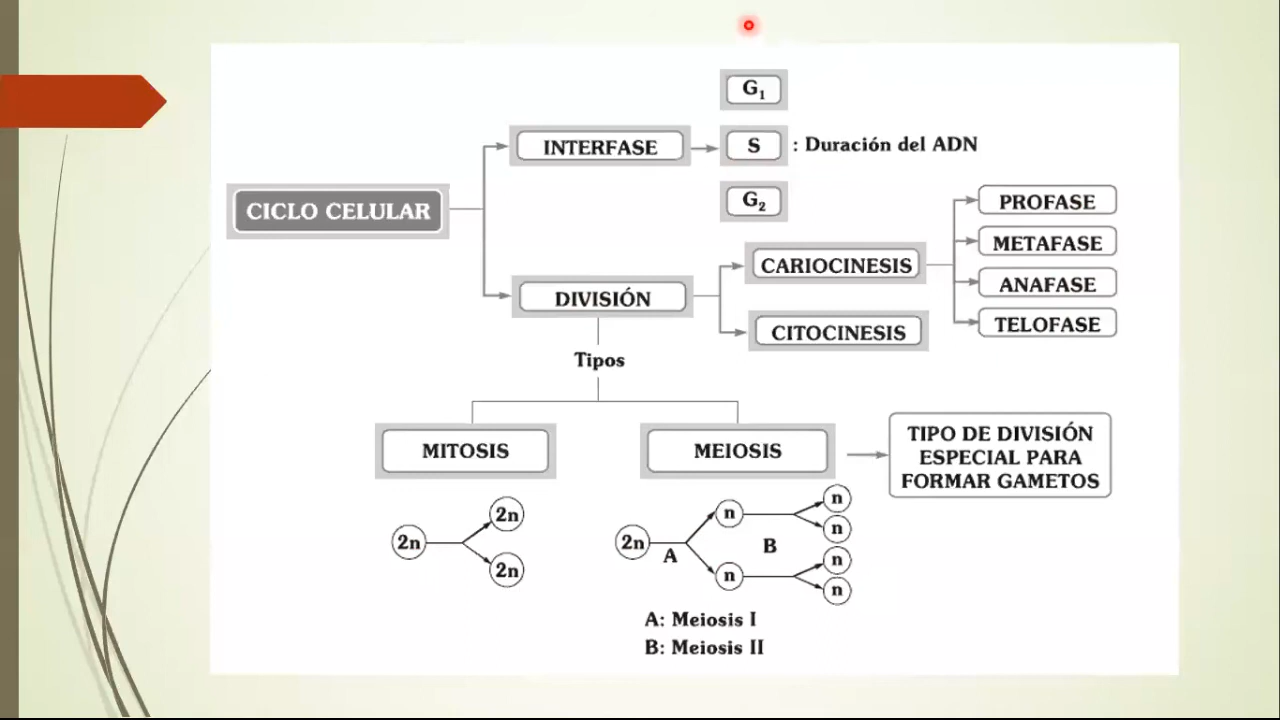 G₁
INTERFASE
S
: Duración del ADN
G₂
CICLO CELULAR
PROFASE
METAFASE
CARIOCINESIS
ANAFASE
DIVISIÓN
TELOFASE
CITOCINESIS
Tipos
MITOSIS
MEIOSIS
TIPO DE DIVISIÓN
ESPECIAL PARA
FORMAR GAMETOS
2n
2n
2n
2n
A
n
n
B
n
n
n
n
A: Meiosis I
B: Meiosis II